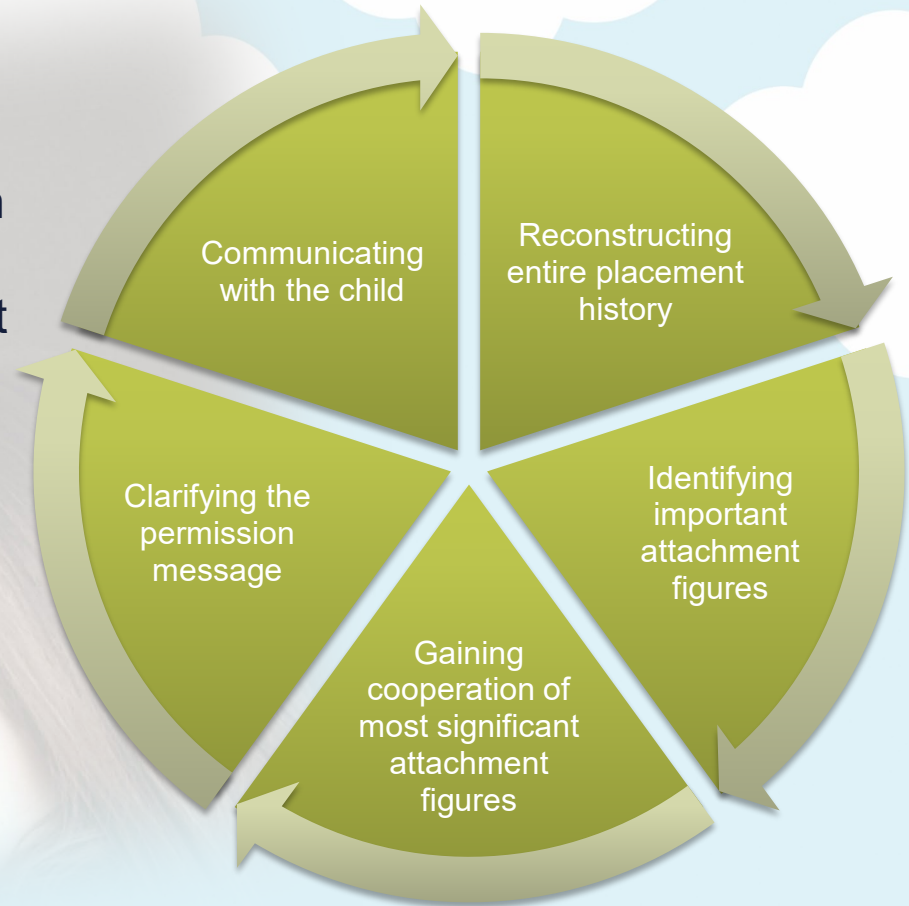 Communicating
with the child
Reconstructing
entire placement
history
Identifying
important
attachment
figures
Gaining
cooperation of
most significant
attachment
figures
Clarifying the
permission
message